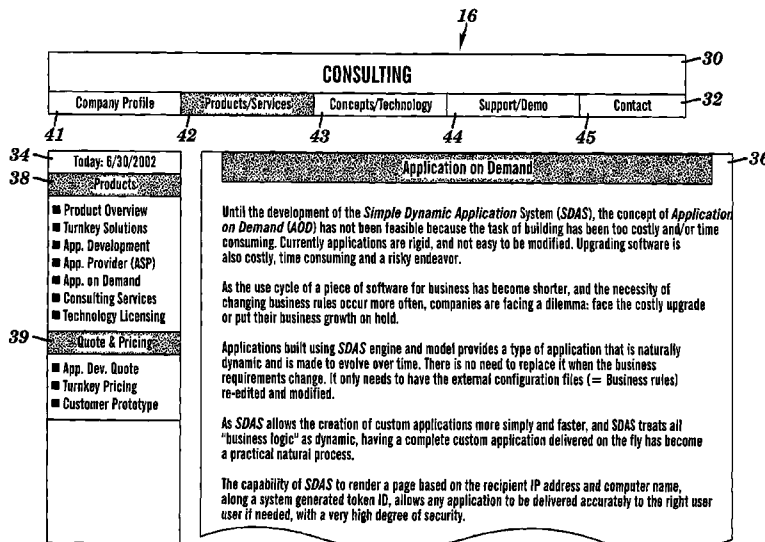 16
30
CONSULTING
Company Profile Products/Services Concepts/Technology Support/Demo Contact 32
41 42 43 44 45
34 Today: 6/30/2002
38 Products
■ Product Overview
■ Turnkey Solutions
■ App. Development
■ App. Provider (ASP)
■ App. on Demand
■ Consulting Services
■ Technology Licensing
39 Quote & Pricing
■ App. Dev. Quote
■ Turnkey Pricing
■ Customer Prototype
36
Application on Demand
Until the development of the Simple Dynamic Application System (SDAS), the concept of Application
on Demand (AOD) has not been feasible because the task of building has been too costly and/or time
consuming. Currently applications are rigid, and not easy to be modified. Upgrading software is
also costly, time consuming and a risky endeavor.
As the use cycle of a piece of software for business has become shorter, and the necessity of
changing business rules occur more often, companies are facing a dilemma: face the costly upgrade
or put their business growth on hold.
Applications built using SDAS engine and model provides a type of application that is naturally
dynamic and is made to evolve over time. There is no need to replace it when the business
requirements change. It only needs to have the external configuration files (= Business rules)
re-edited and modified.
As SDAS allows the creation of custom applications more simply and faster, and SDAS treats all
"business logic" as dynamic, having a complete custom application delivered on the fly has become
a practical natural process.
The capability of SDAS to render a page based on the recipient IP address and computer name,
along a system generated token ID, allows any application to be delivered accurately to the right user
user if needed, with a very high degree of security.